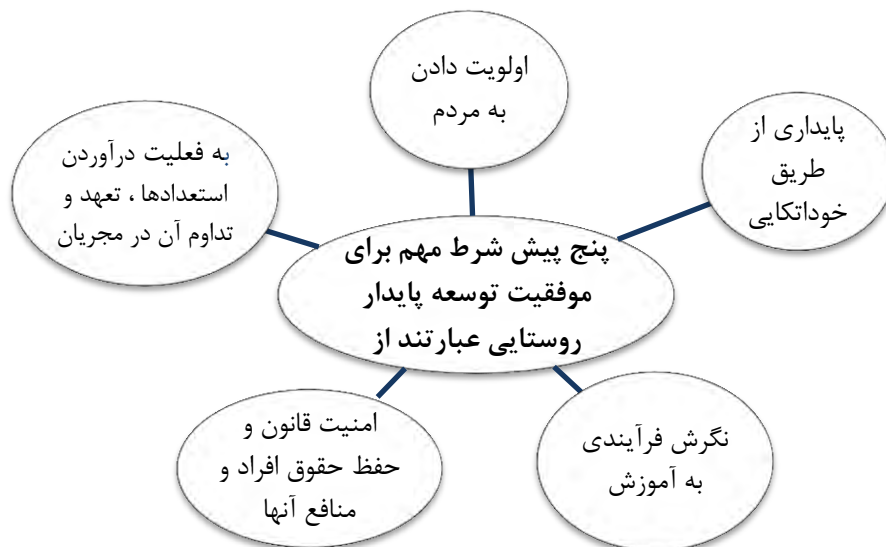 پنج پیش شرط مهم برای
موفقیت توسعه پایدار
روستایی عبارتند از
اولویت دادن
به مردم
پایداری از
طریق
خوداتکایی
نگرش فرآیندی
به آموزش
امنیت قانون و
حفظ حقوق افراد و
منافع آنها
به فعلیت درآوردن
استعدادها ، تعهد و
تداوم آن در مجریان